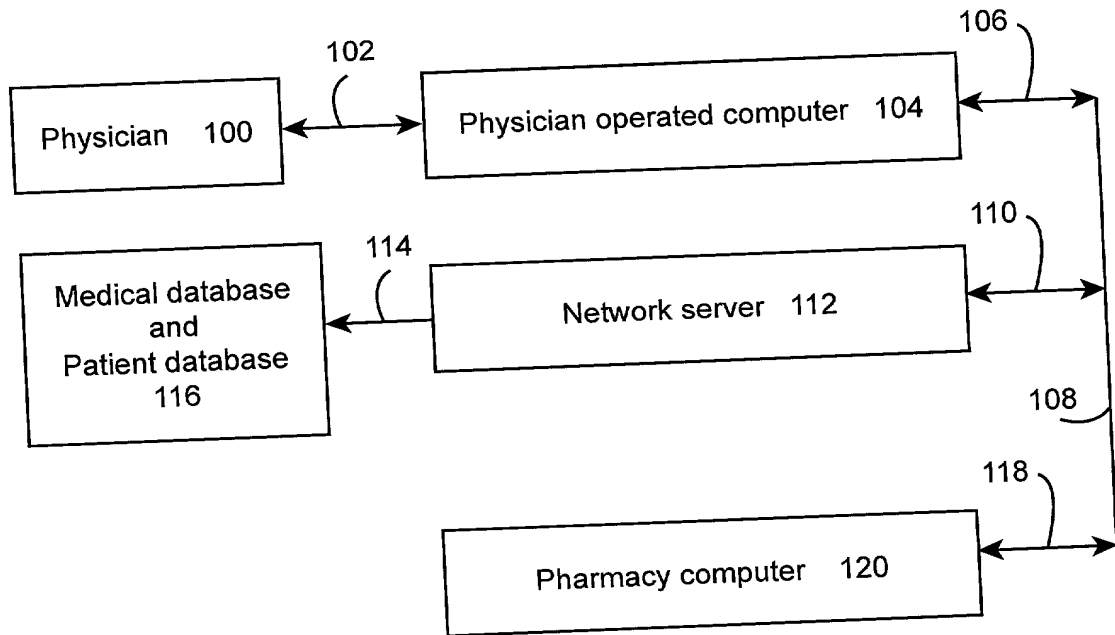 102
106
Physician 100
Physician operated computer 104
114
110
Medical database
and
Patient database
116
Network server 112
108
118
Pharmacy computer 120